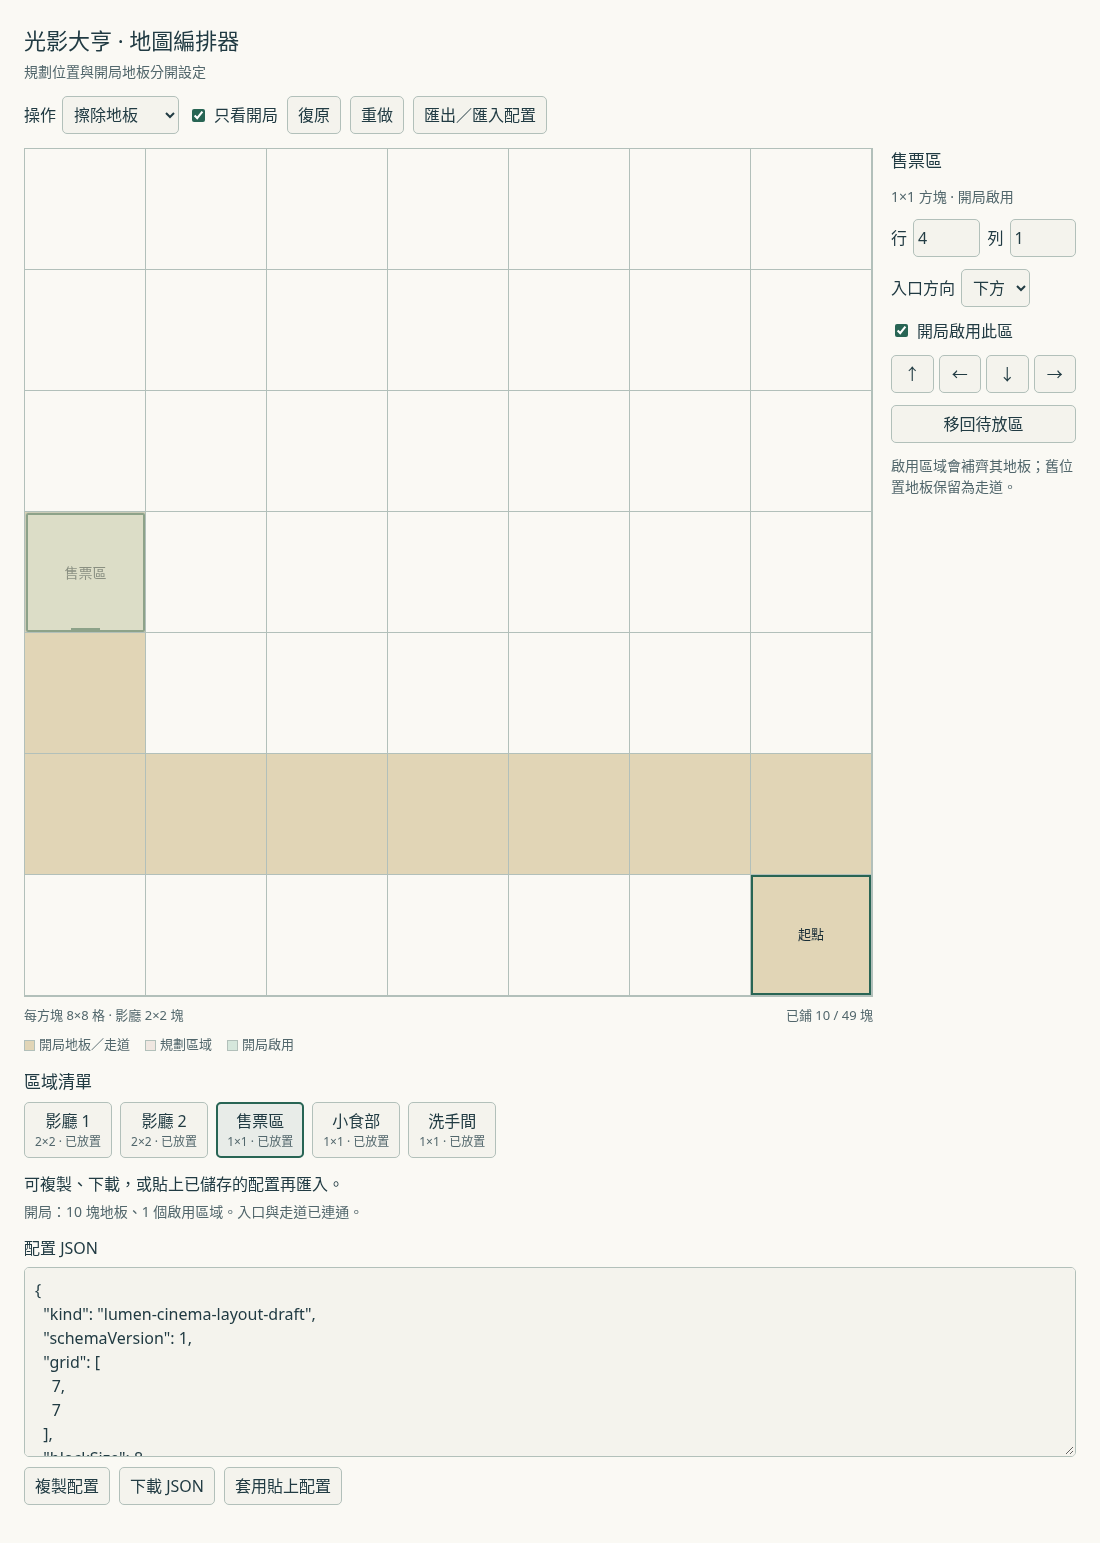 光影大亨 · 地圖編排器
規劃位置與開局地板分開設定
操作 擦除地板 只看開局 復原 重做 匯出／匯入配置
售票區
1×1 方塊 · 開局啟用
行 4 列 1
入口方向 下方
開局啟用此區
↑ ← ↓ →
移回待放區
啟用區域會補齊其地板；舊位
置地板保留為走道。
售票區
起點
每方塊 8×8 格 · 影廳 2×2 塊 已鋪 10 / 49 塊
開局地板／走道 規劃區域 開局啟用
區域清單
影廳 1 影廳 2 售票區 小食部 洗手間
2×2 · 已放置 2×2 · 已放置 1×1 · 已放置 1×1 · 已放置 1×1 · 已放置
可複製、下載，或貼上已儲存的配置再匯入。
開局：10 塊地板、1 個啟用區域。入口與走道已連通。
配置 JSON
{
"kind": "lumen-cinema-layout-draft",
"schemaVersion": 1,
"grid": [
7,
7
],
"blockSize": 8,
複製配置 下載 JSON 套用貼上配置